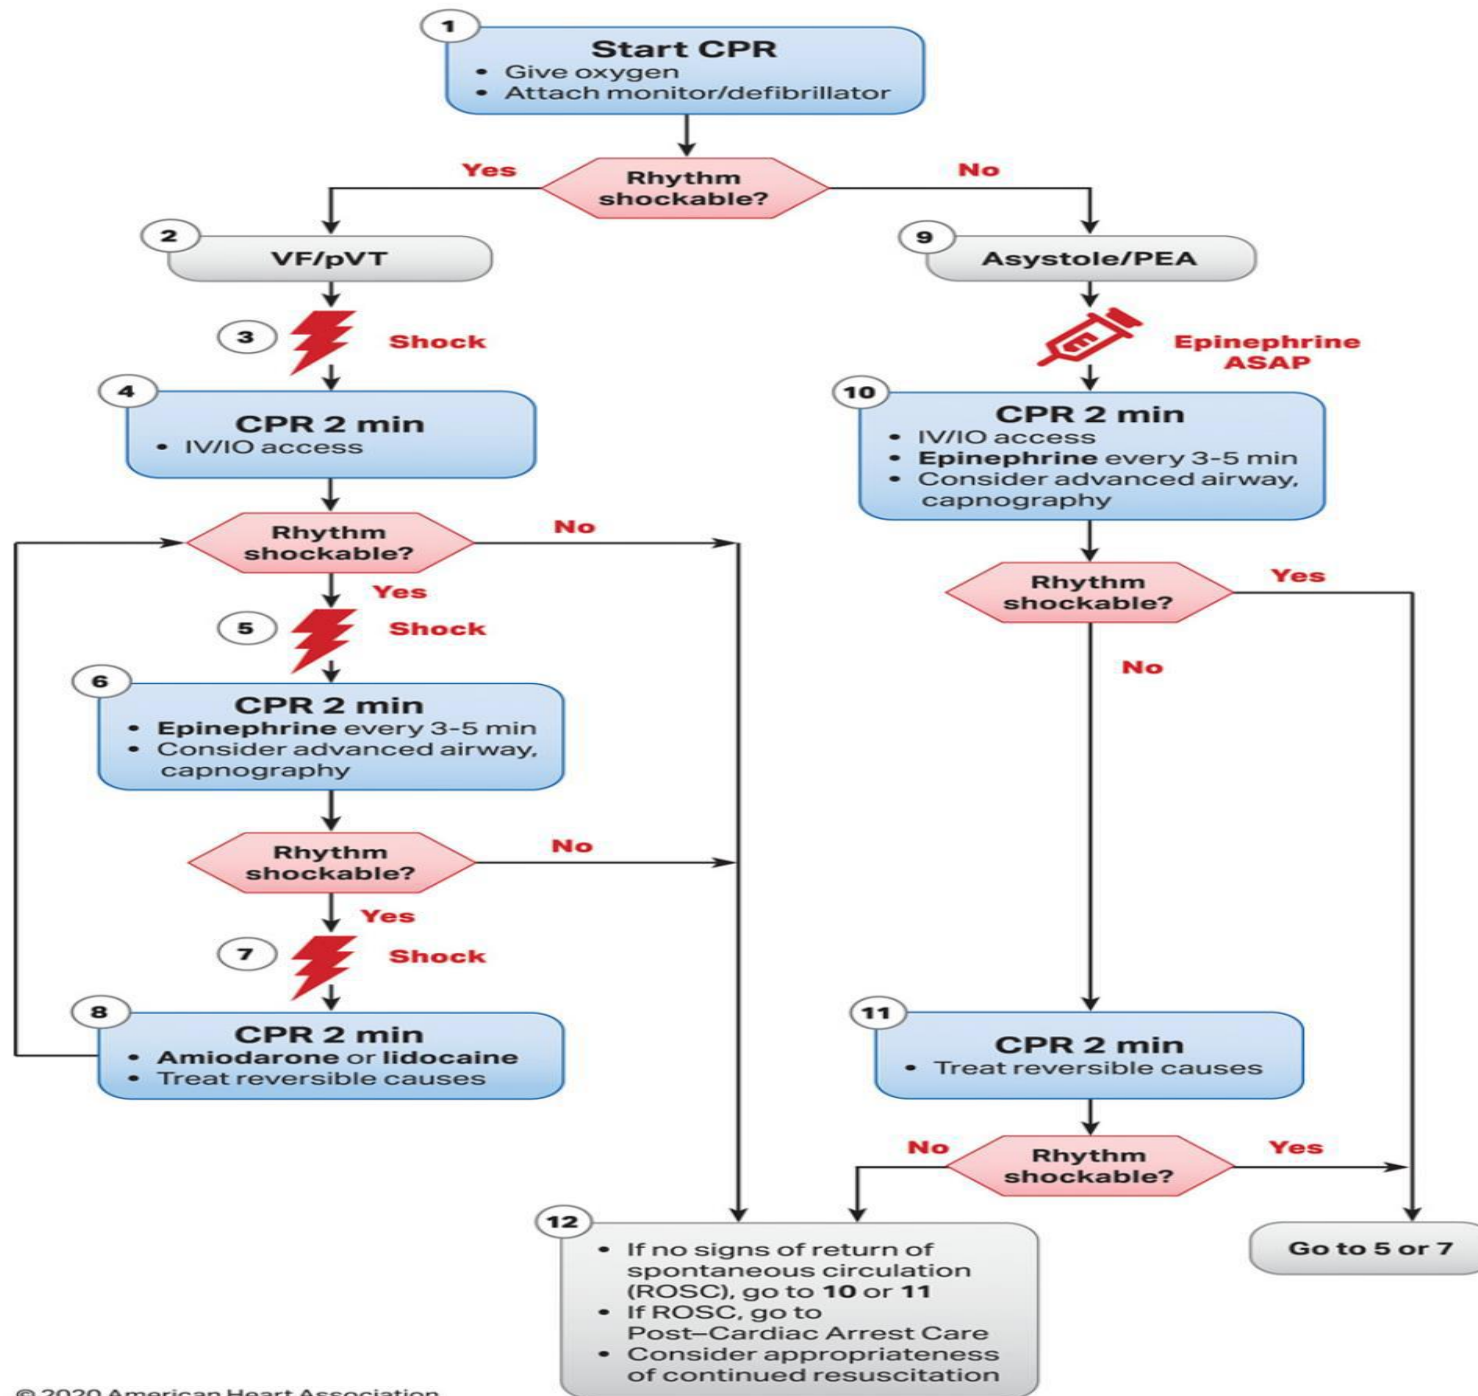 1
Start CPR
• Give oxygen
• Attach monitor/defibrillator
Yes
Rhythm
shockable?
No
2
VF/pVT
3
Shock
4
CPR 2 min
• IV/IO access
Rhythm
shockable?
No
Yes
5
Shock
6
CPR 2 min
• Epinephrine every 3-5 min
• Consider advanced airway,
capnography
Rhythm
shockable?
No
Yes
7
Shock
8
CPR 2 min
• Amiodarone or lidocaine
• Treat reversible causes
9
Asystole/PEA
Epinephrine
ASAP
10
CPR 2 min
• IV/IO access
• Epinephrine every 3-5 min
• Consider advanced airway,
capnography
Rhythm
shockable?
Yes
No
11
CPR 2 min
• Treat reversible causes
No
Rhythm
shockable?
Yes
12
• If no signs of return of
spontaneous circulation
(ROSC), go to 10 or 11
• If ROSC, go to
Post–Cardiac Arrest Care
• Consider appropriateness
of continued resuscitation
Go to 5 or 7
© 2020 American Heart Association